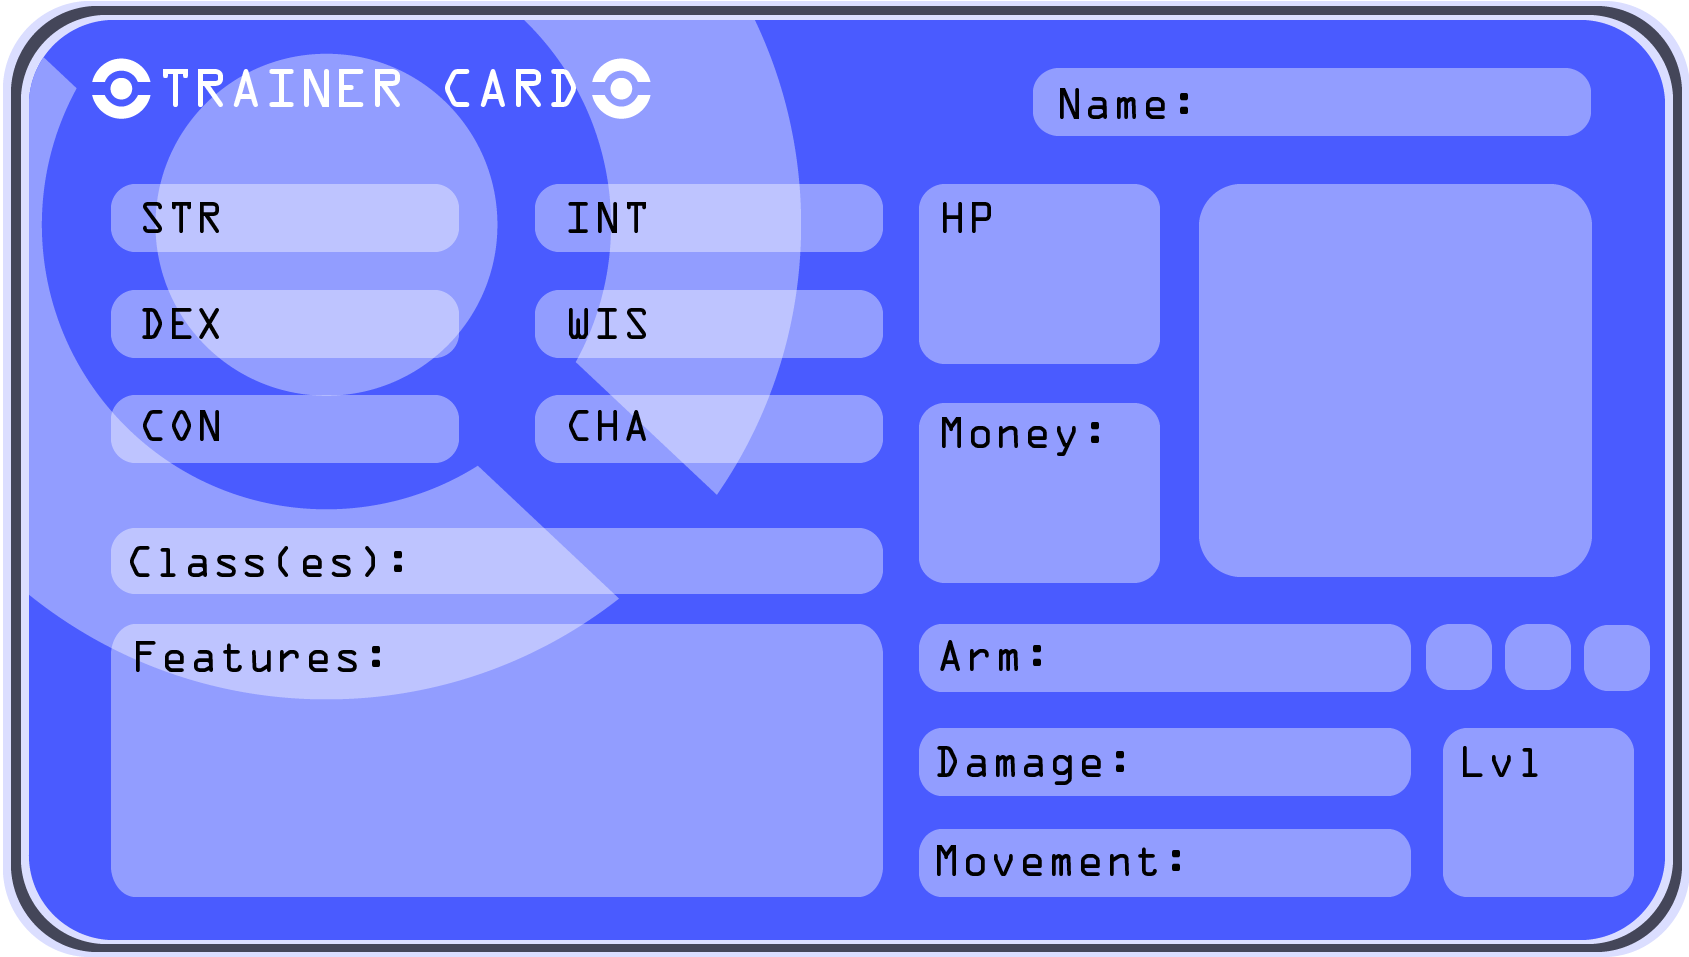 TRAINER CARD
Name:
STR
INT
HP
DEX
WIS
CON
CHA
Money:
Class(es):
Features:
Arm:
Damage:
Lvl
Movement: